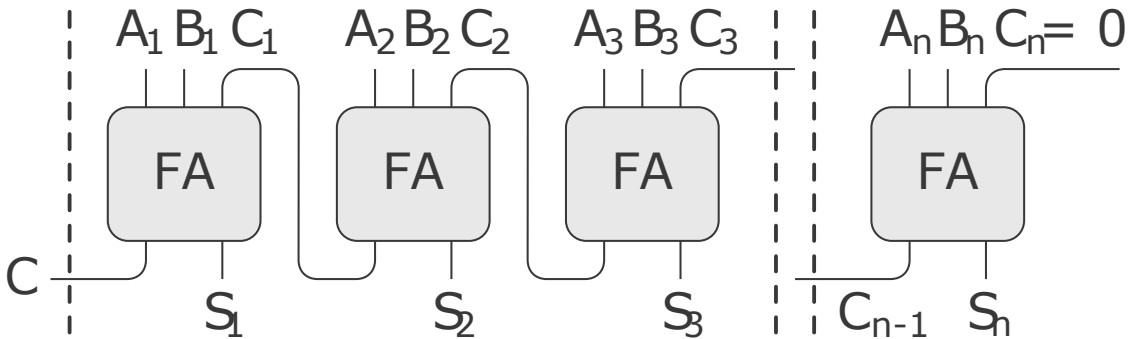 A₁ B₁ C₁ A₂ B₂ C₂ A₃ B₃ C₃ Aₙ Bₙ Cₙ = 0
FA FA FA FA
C Cₙ₋₁
S₁ S₂ S₃ Sₙ